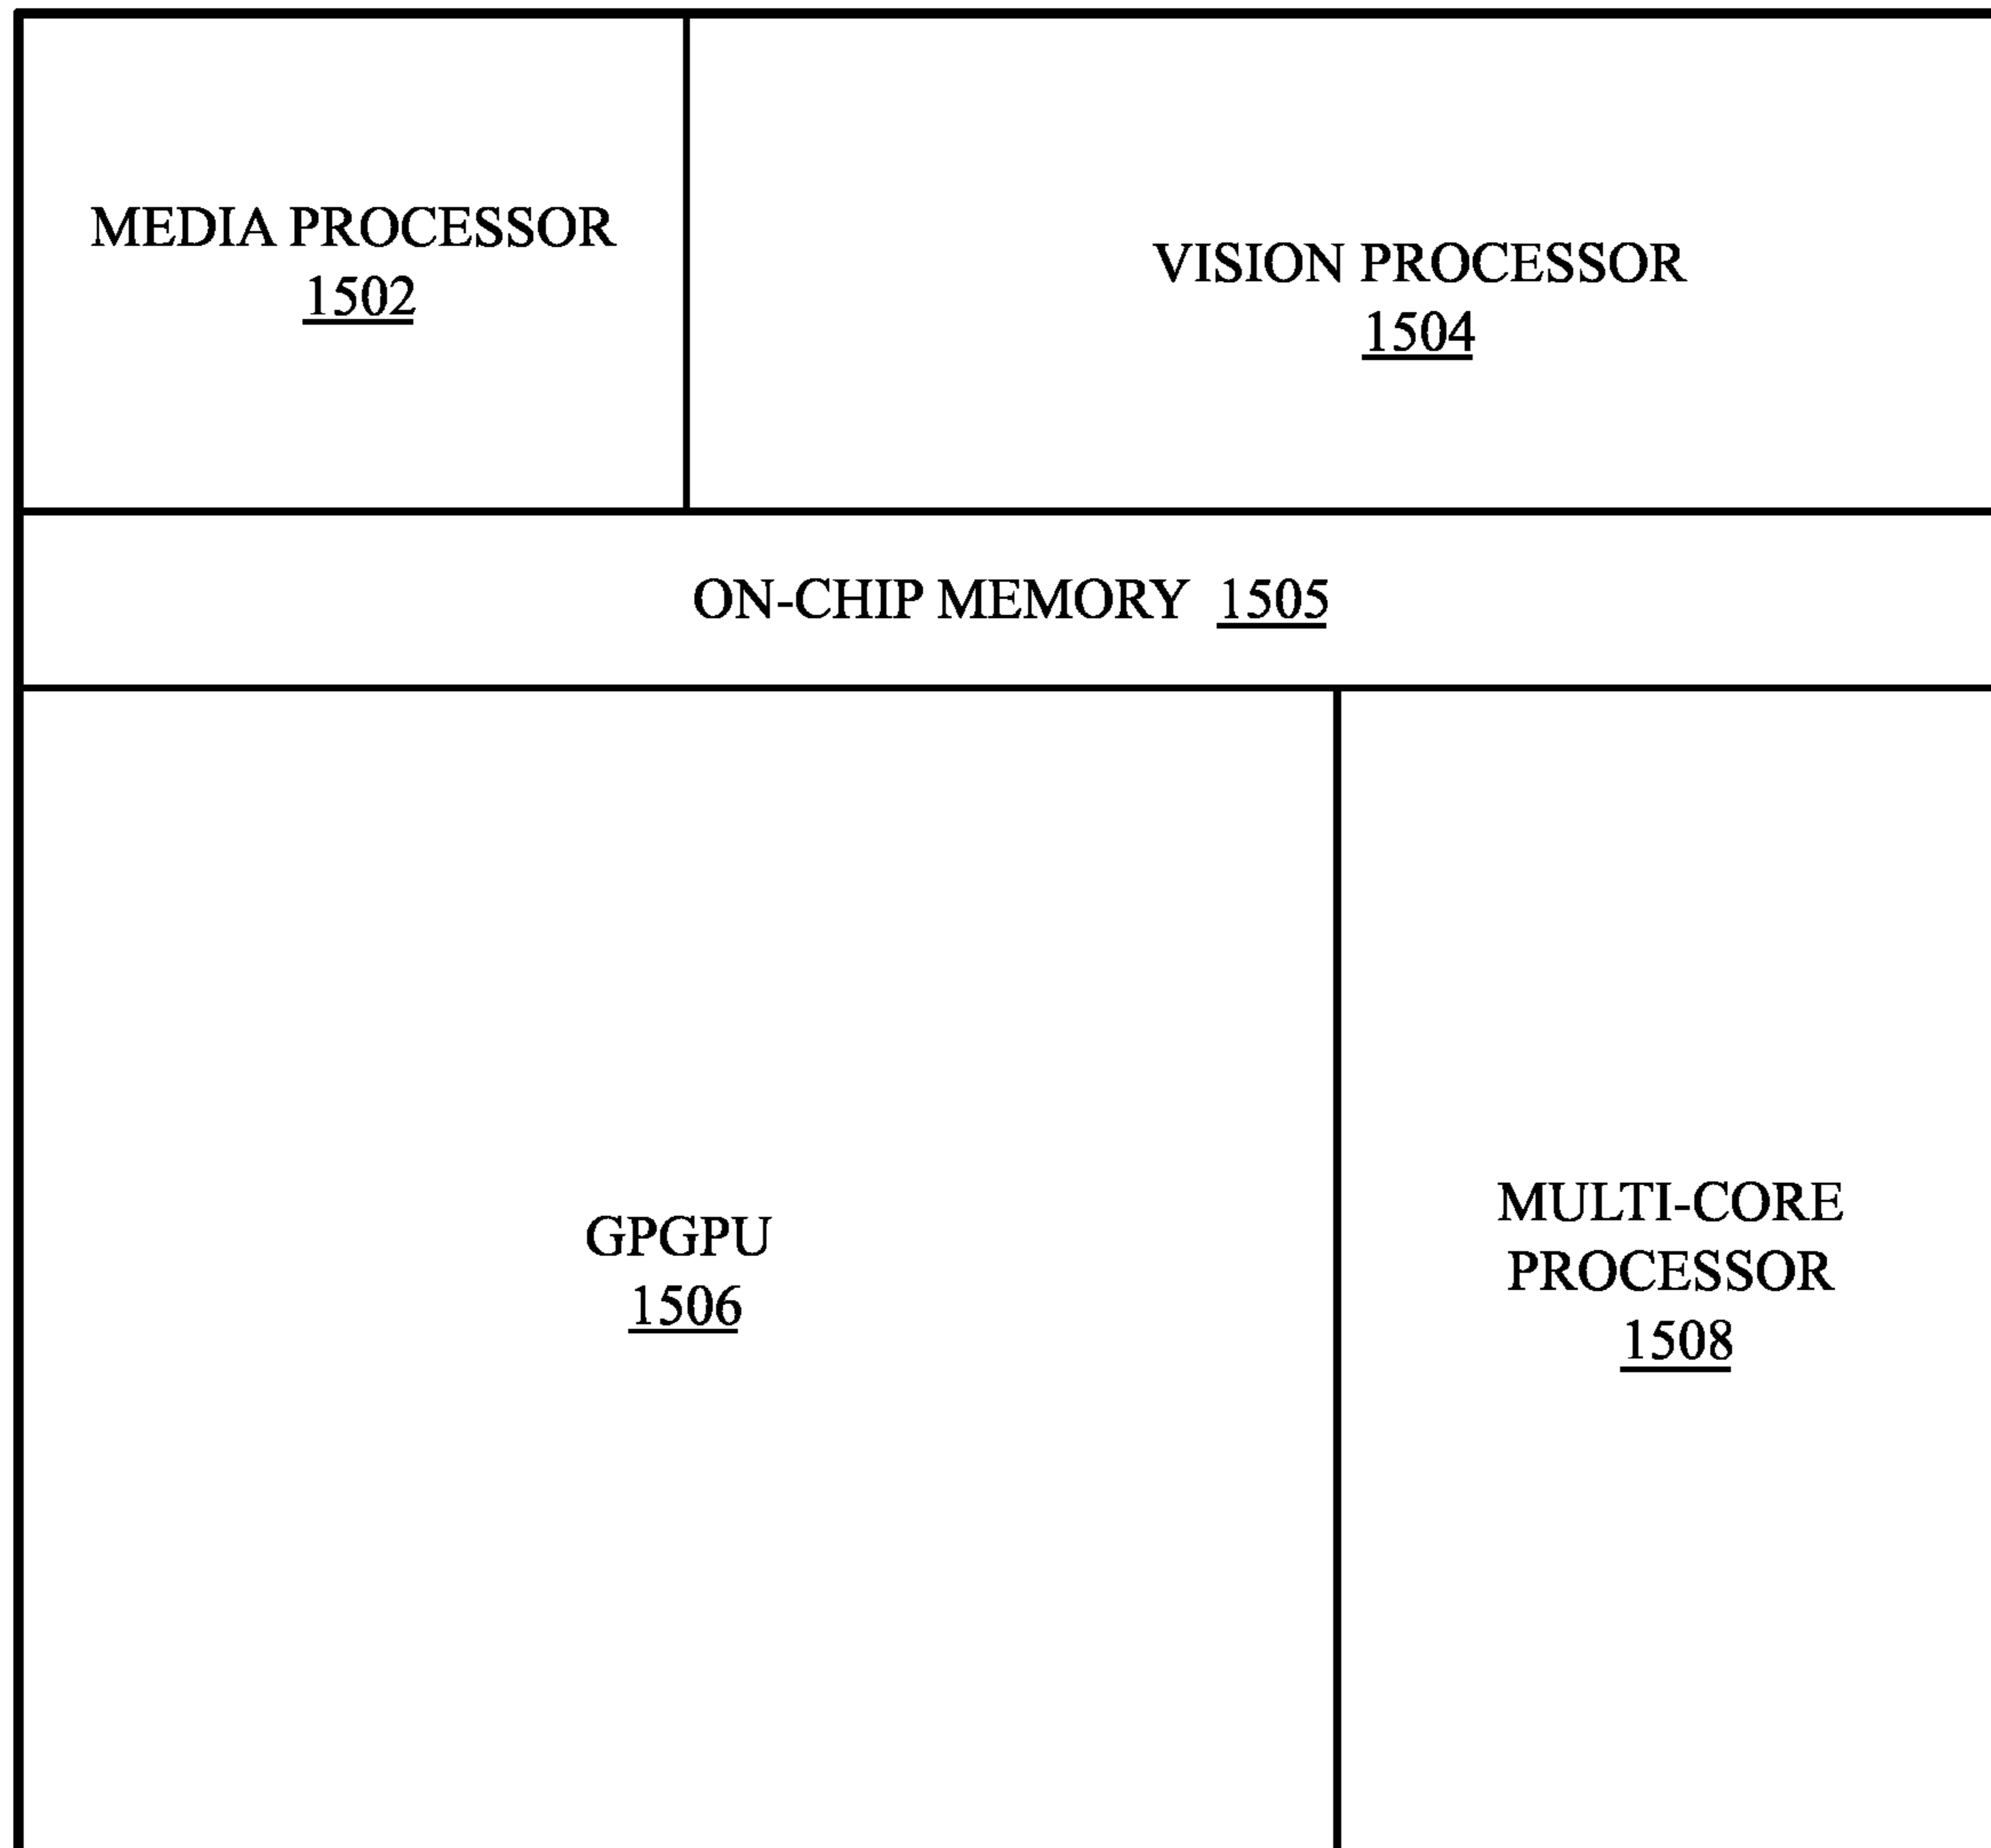 MEDIA PROCESSOR
1502
VISION PROCESSOR
1504
ON-CHIP MEMORY 1505
GPGPU
1506
MULTI-CORE
PROCESSOR
1508